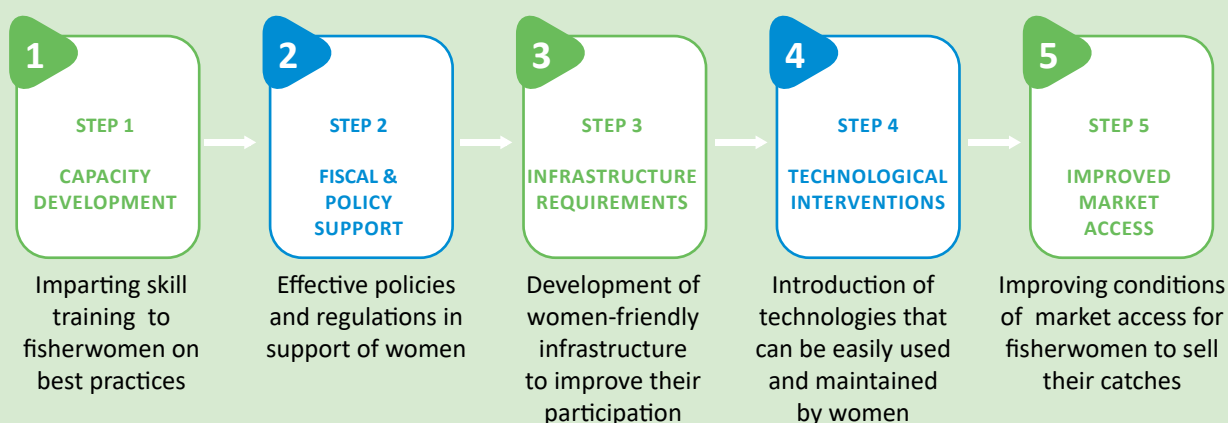 1
STEP 1
CAPACITY
DEVELOPMENT
Imparting skill
training to
fisherwomen on
best practices
2
STEP 2
FISCAL &
POLICY
SUPPORT
Effective policies
and regulations in
support of women
3
STEP 3
INFRASTRUCTURE
REQUIREMENTS
Development of
women-friendly
infrastructure
to improve their
participation
4
STEP 4
TECHNOLOGICAL
INTERVENTIONS
Introduction of
technologies that
can be easily used
and maintained
by women
5
STEP 5
IMPROVED
MARKET
ACCESS
Improving conditions
of market access for
fisherwomen to sell
their catches